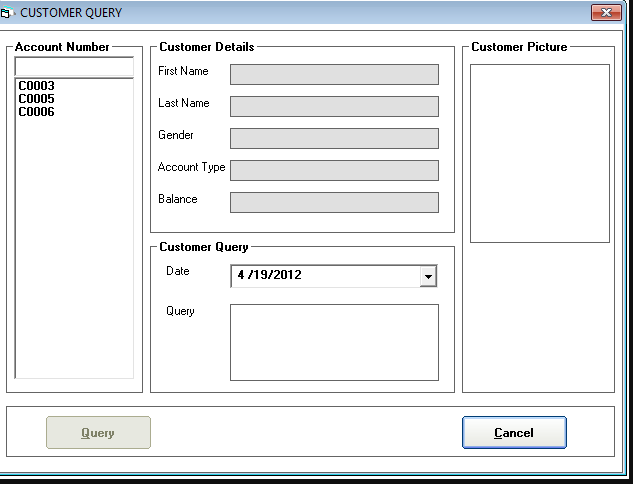 CUSTOMER QUERY
Account Number
C0003
C0005
C0006
Customer Details
First Name
Last Name
Gender
Account Type
Balance
Customer Query
Date
4 /19/2012
Query
Customer Picture
Query
Cancel